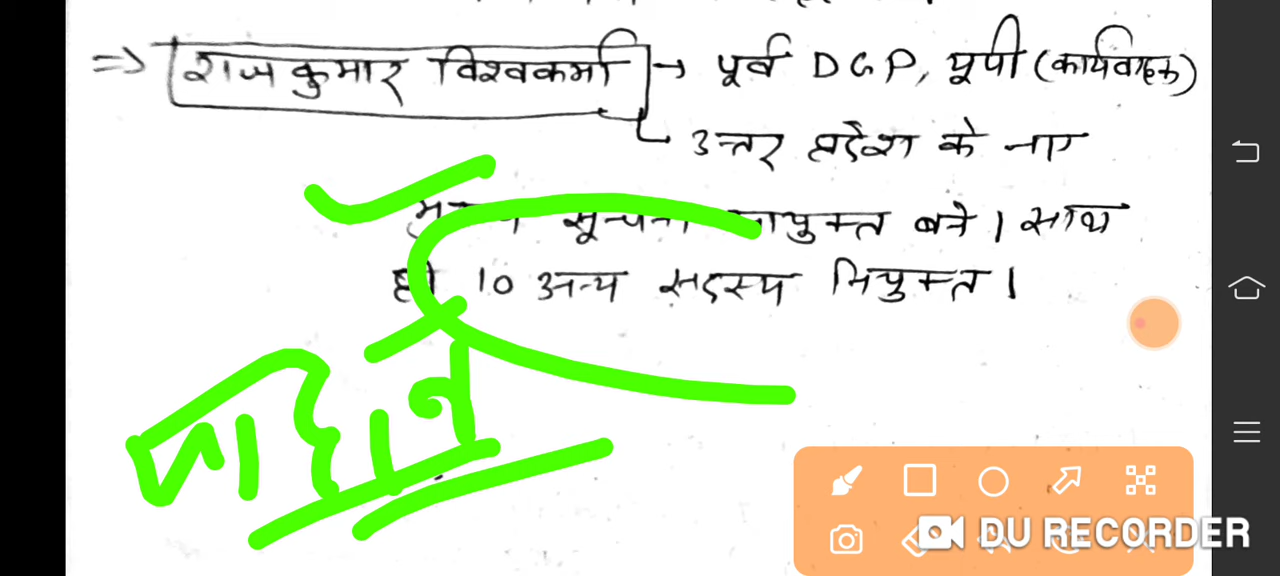 => राजकुमार विश्वकर्मा → पूर्व DGP, यूपी (कार्यवाहक)
उत्तर प्रदेश के नए
सूचना आयुक्त बने। साथ
ही 10 अन्य सदस्य नियुक्त।
DU RECORDER